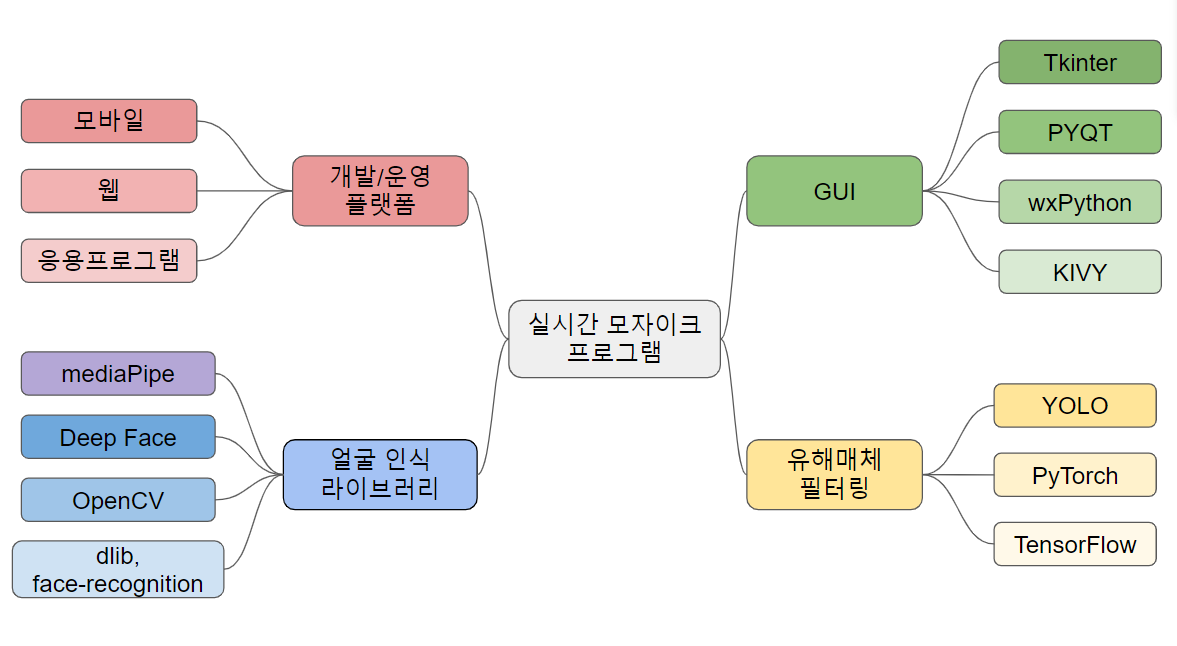 모바일
웹
응용프로그램
개발/운영
플랫폼
mediaPipe
Deep Face
OpenCV
dlib,
face-recognition
얼굴 인식
라이브러리
실시간 모자이크
프로그램
GUI
Tkinter
PYQT
wxPython
KIVY
유해매체
필터링
YOLO
PyTorch
TensorFlow